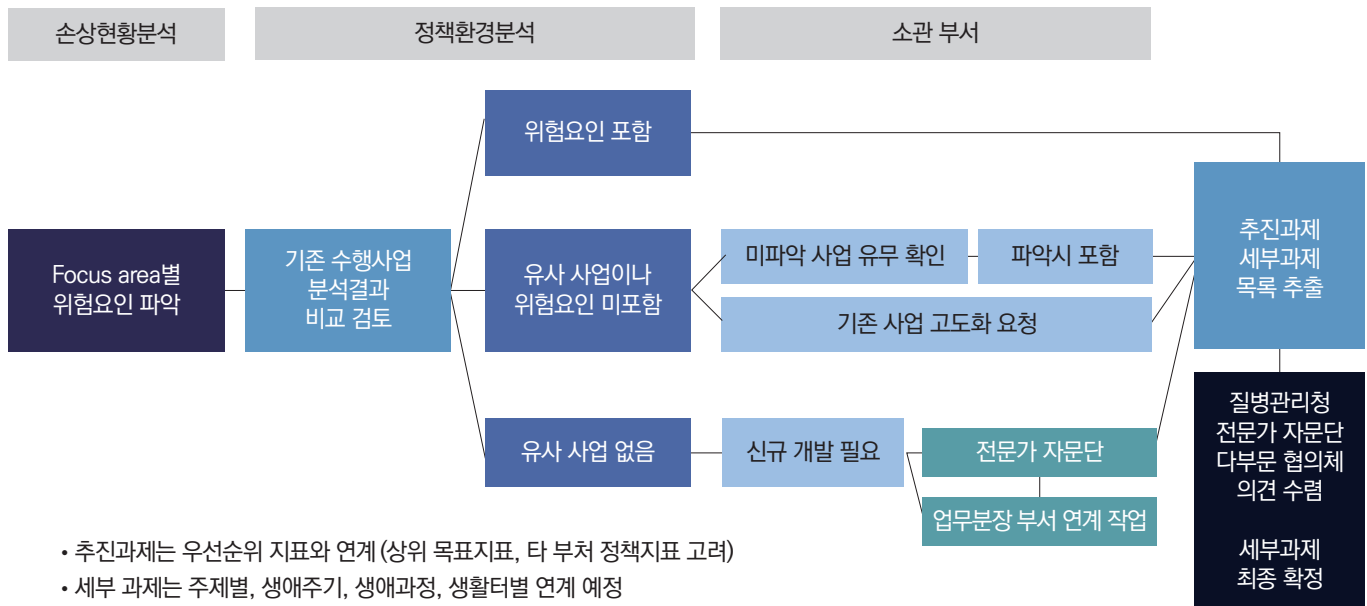 손상현황분석
정책환경분석
소관 부서
위험요인 포함
Focus area별
위험요인 파악
기존 수행사업
분석결과
비교 검토
유사 사업이나
위험요인 미포함
미파악 사업 유무 확인
파악시 포함
기존 사업 고도화 요청
추진과제
세부과제
목록 추출
유사 사업 없음
신규 개발 필요
전문가 자문단
업무분장 부서 연계 작업
질병관리청
전문가 자문단
다부문 협의체
의견 수렴
세부과제
최종 확정
• 추진과제는 우선순위 지표와 연계(상위 목표지표, 타 부처 정책지표 고려)
• 세부 과제는 주제별, 생애주기, 생애과정, 생활터별 연계 예정